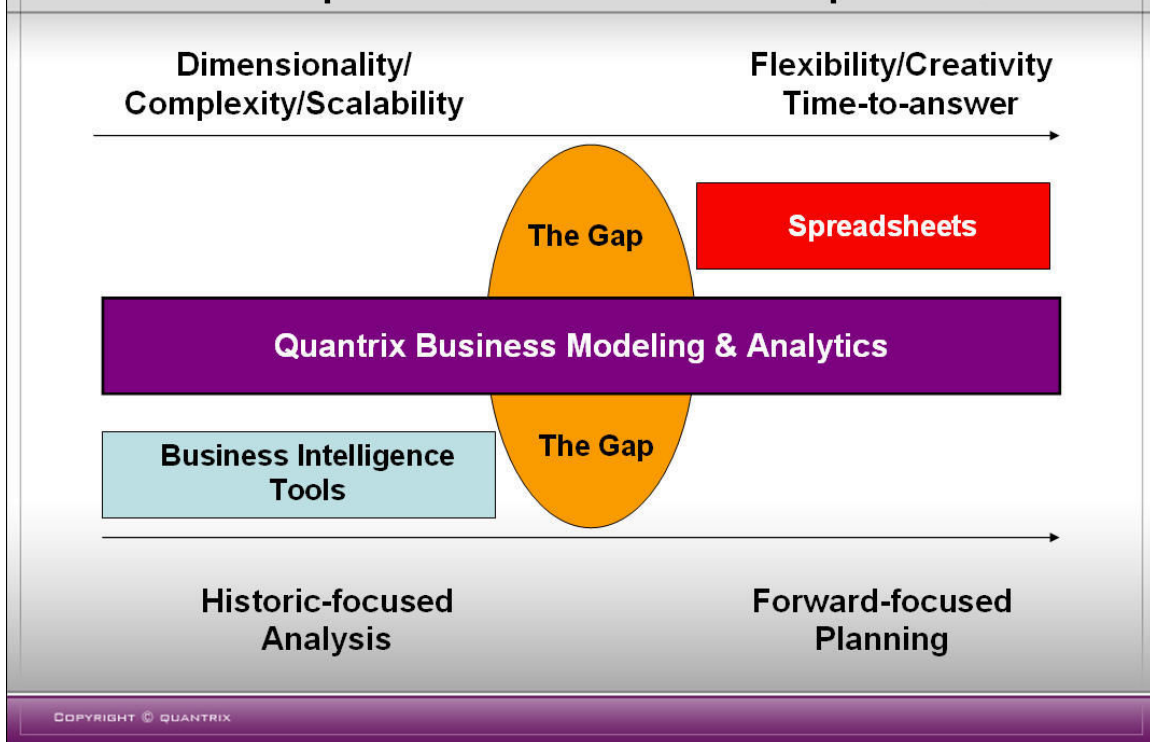 Dimensionality/
Complexity/Scalability
Flexibility/Creativity
Time-to-answer
The Gap
Spreadsheets
Quantrix Business Modeling & Analytics
Business Intelligence
Tools
The Gap
Historic-focused
Analysis
Forward-focused
Planning
COPYRIGHT © QUANTRIX